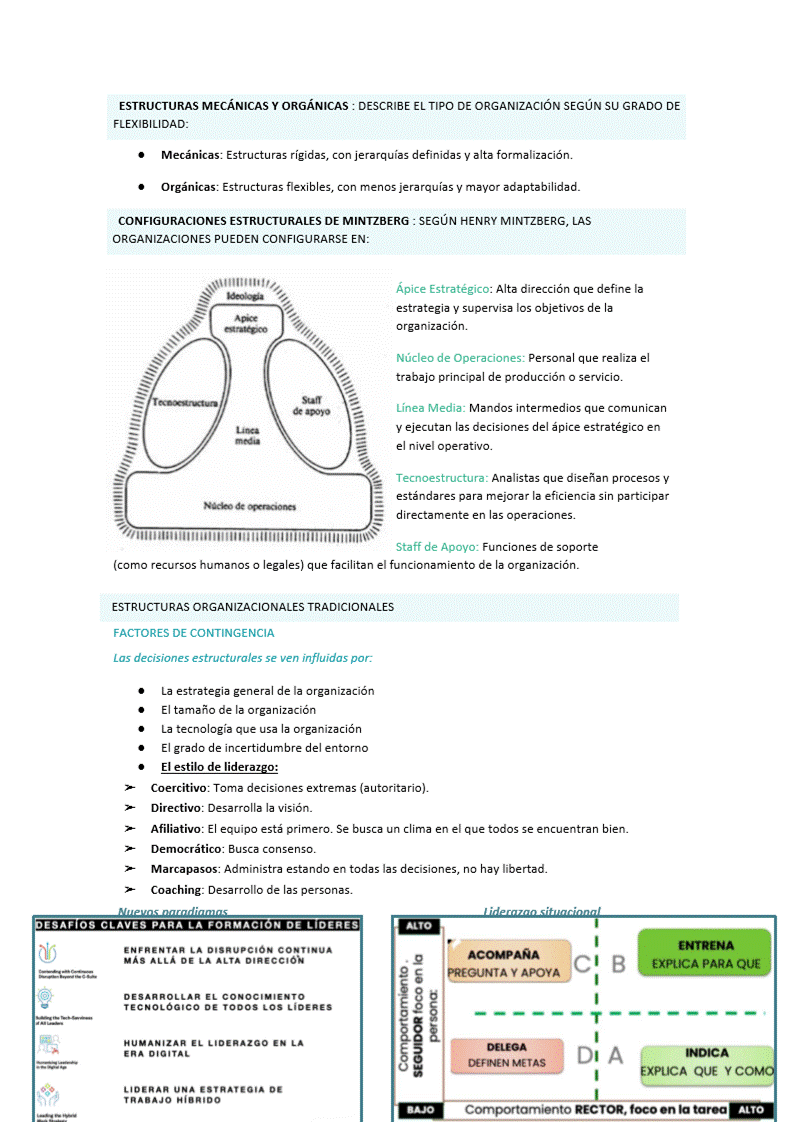 ESTRUCTURAS MECÁNICAS Y ORGÁNICAS : DESCRIBE EL TIPO DE ORGANIZACIÓN SEGÚN SU GRADO DE
FLEXIBILIDAD:
● Mecánicas: Estructuras rígidas, con jerarquías definidas y alta formalización.
● Orgánicas: Estructuras flexibles, con menos jerarquías y mayor adaptabilidad.
CONFIGURACIONES ESTRUCTURALES DE MINTZBERG : SEGÚN HENRY MINTZBERG, LAS
ORGANIZACIONES PUEDEN CONFIGURARSE EN:
Ideología
Apice
estratégico
Tecnoestructura
Staff
de apoyo
Línea
media
Núcleo de operaciones
Ápice Estratégico: Alta dirección que define la
estrategia y supervisa los objetivos de la
organización.
Núcleo de Operaciones: Personal que realiza el
trabajo principal de producción o servicio.
Línea Media: Mandos intermedios que comunican
y ejecutan las decisiones del ápice estratégico en
el nivel operativo.
Tecnoestructura: Analistas que diseñan procesos y
estándares para mejorar la eficiencia sin participar
directamente en las operaciones.
Staff de Apoyo: Funciones de soporte
(como recursos humanos o legales) que facilitan el funcionamiento de la organización.
ESTRUCTURAS ORGANIZACIONALES TRADICIONALES
FACTORES DE CONTINGENCIA
Las decisiones estructurales se ven influidas por:
● La estrategia general de la organización
● El tamaño de la organización
● La tecnología que usa la organización
● El grado de incertidumbre del entorno
● El estilo de liderazgo:
➢ Coercitivo: Toma decisiones extremas (autoritario).
➢ Directivo: Desarrolla la visión.
➢ Afiliativo: El equipo está primero. Se busca un clima en el que todos se encuentran bien.
➢ Democrático: Busca consenso.
➢ Marcapasos: Administra estando en todas las decisiones, no hay libertad.
➢ Coaching: Desarrollo de las personas.
Nuevos paradigmas
DESAFÍOS CLAVES PARA LA FORMACIÓN DE LÍDERES
ENFRENTAR LA DISRUPCIÓN CONTINUA
MÁS ALLÁ DE LA ALTA DIRECCIÓN
Contending with Continuous
Disruption Beyond the C-Suite
DESARROLLAR EL CONOCIMIENTO
TECNOLÓGICO DE TODOS LOS LÍDERES
Building the Tech-Savviness
of All Leaders
HUMANIZAR EL LIDERAZGO EN LA
ERA DIGITAL
Humanizing Leadership
in the Digital Age
LIDERAR UNA ESTRATEGIA DE
TRABAJO HÍBRIDO
Leading the Hybrid
Work Strategy
Liderazgo situacional
ALTO
Comportamiento .
SEGUIDOR foco en la
persona:
ACOMPAÑA
PREGUNTA Y APOYA
C
B
ENTRENA
EXPLICA PARA QUE
DELEGA
DEFINEN METAS
D
A
INDICA
EXPLICA QUE Y COMO
BAJO
Comportamiento RECTOR, foco en la tarea
ALTO